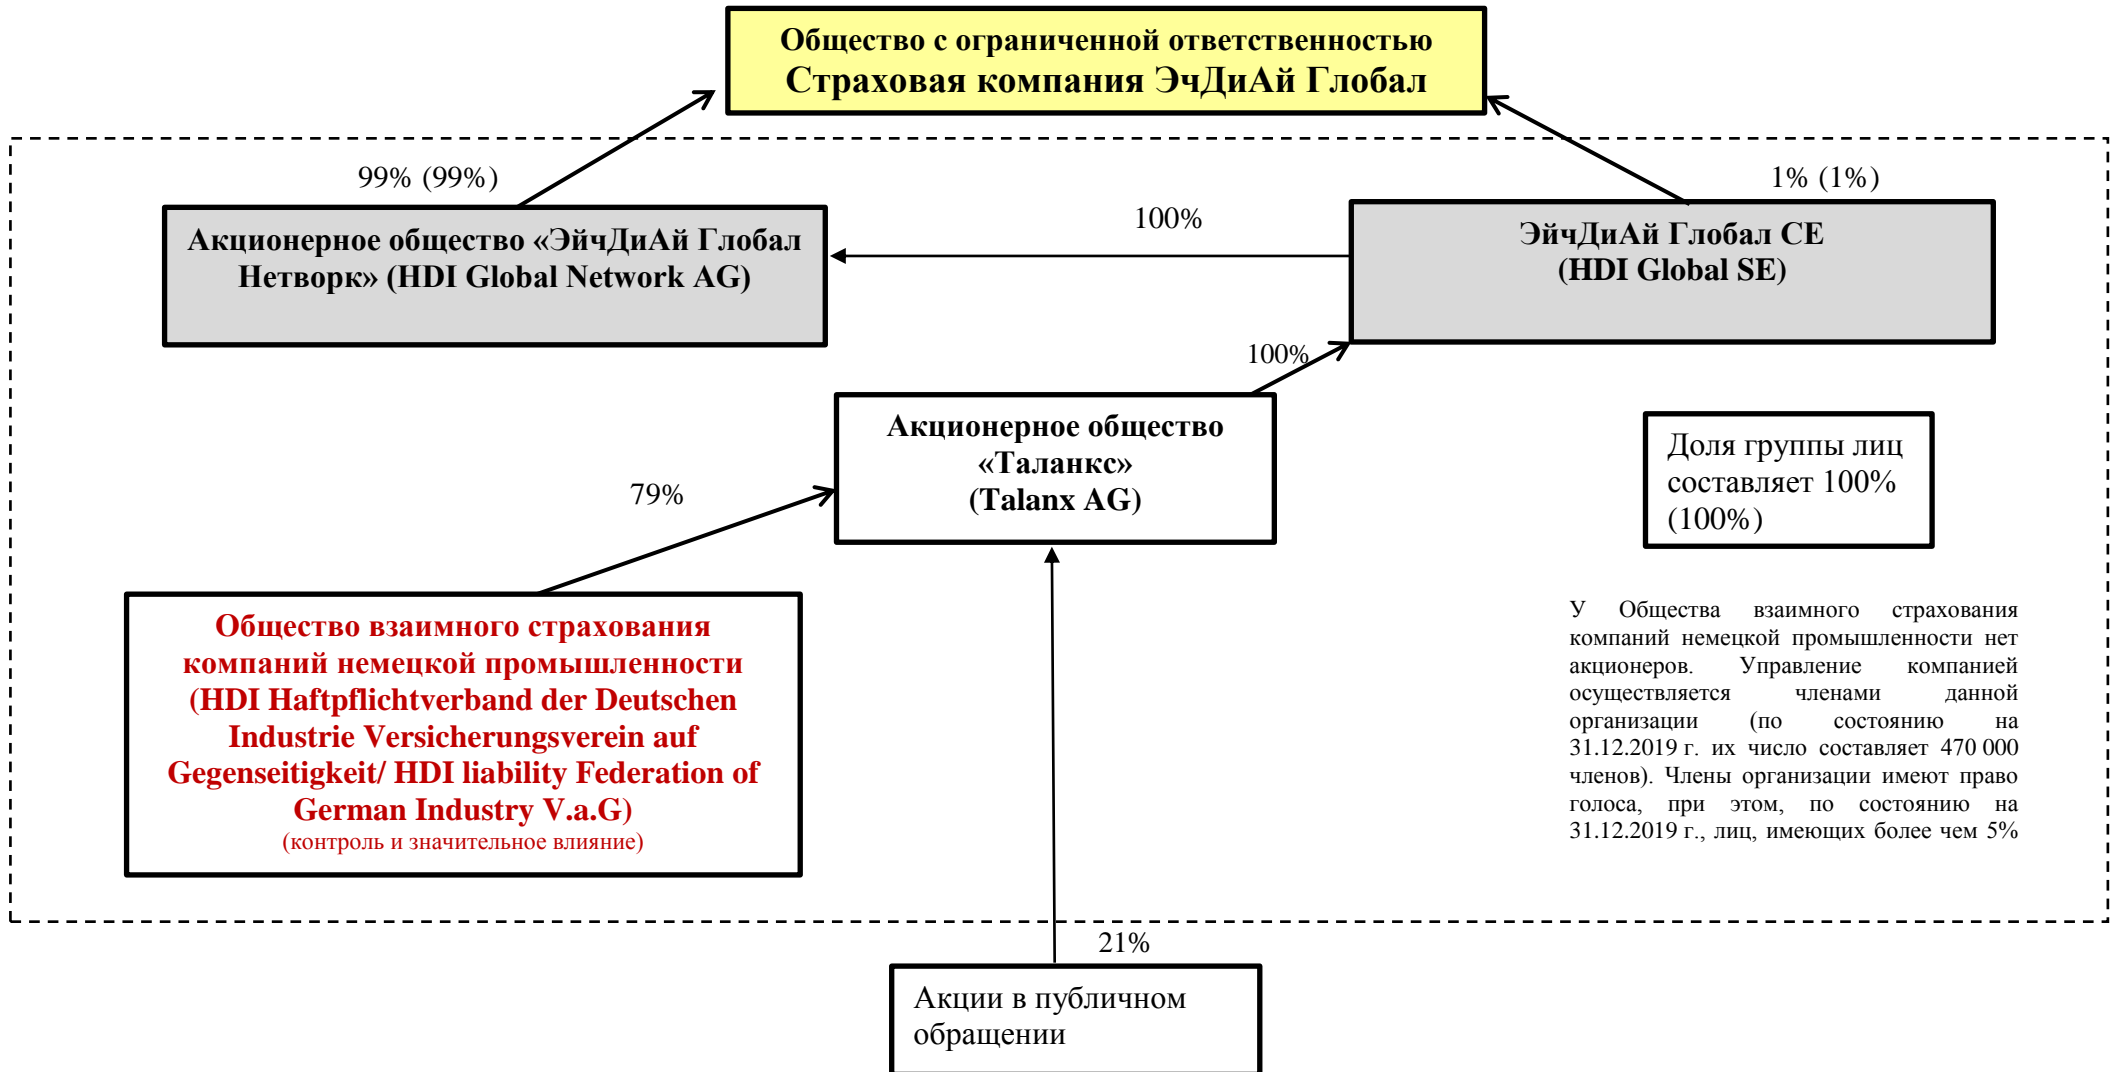 Общество с ограниченной ответственностью
Страховая компания ЭчДиАй Глобал
99% (99%)
1% (1%)
100%
Акционерное общество «ЭйчДиАй Глобал
Нетворк» (HDI Global Network AG)
ЭйчДиАй Глобал СЕ
(HDI Global SE)
100%
Акционерное общество
«Таланкс»
(Talanx AG)
Доля группы лиц
составляет 100%
(100%)
79%
Общество взаимного страхования
компаний немецкой промышленности
(HDI Haftpflichtverband der Deutschen
Industrie Versicherungsverein auf
Gegenseitigkeit/ HDI liability Federation of
German Industry V.a.G)
(контроль и значительное влияние)
У Общества взаимного страхования
компаний немецкой промышленности нет
акционеров. Управление компанией
осуществляется членами данной
организации (по состоянию на
31.12.2019 г. их число составляет 470 000
членов). Члены организации имеют право
голоса, при этом, по состоянию на
31.12.2019 г., лиц, имеющих более чем 5%
21%
Акции в публичном
обращении